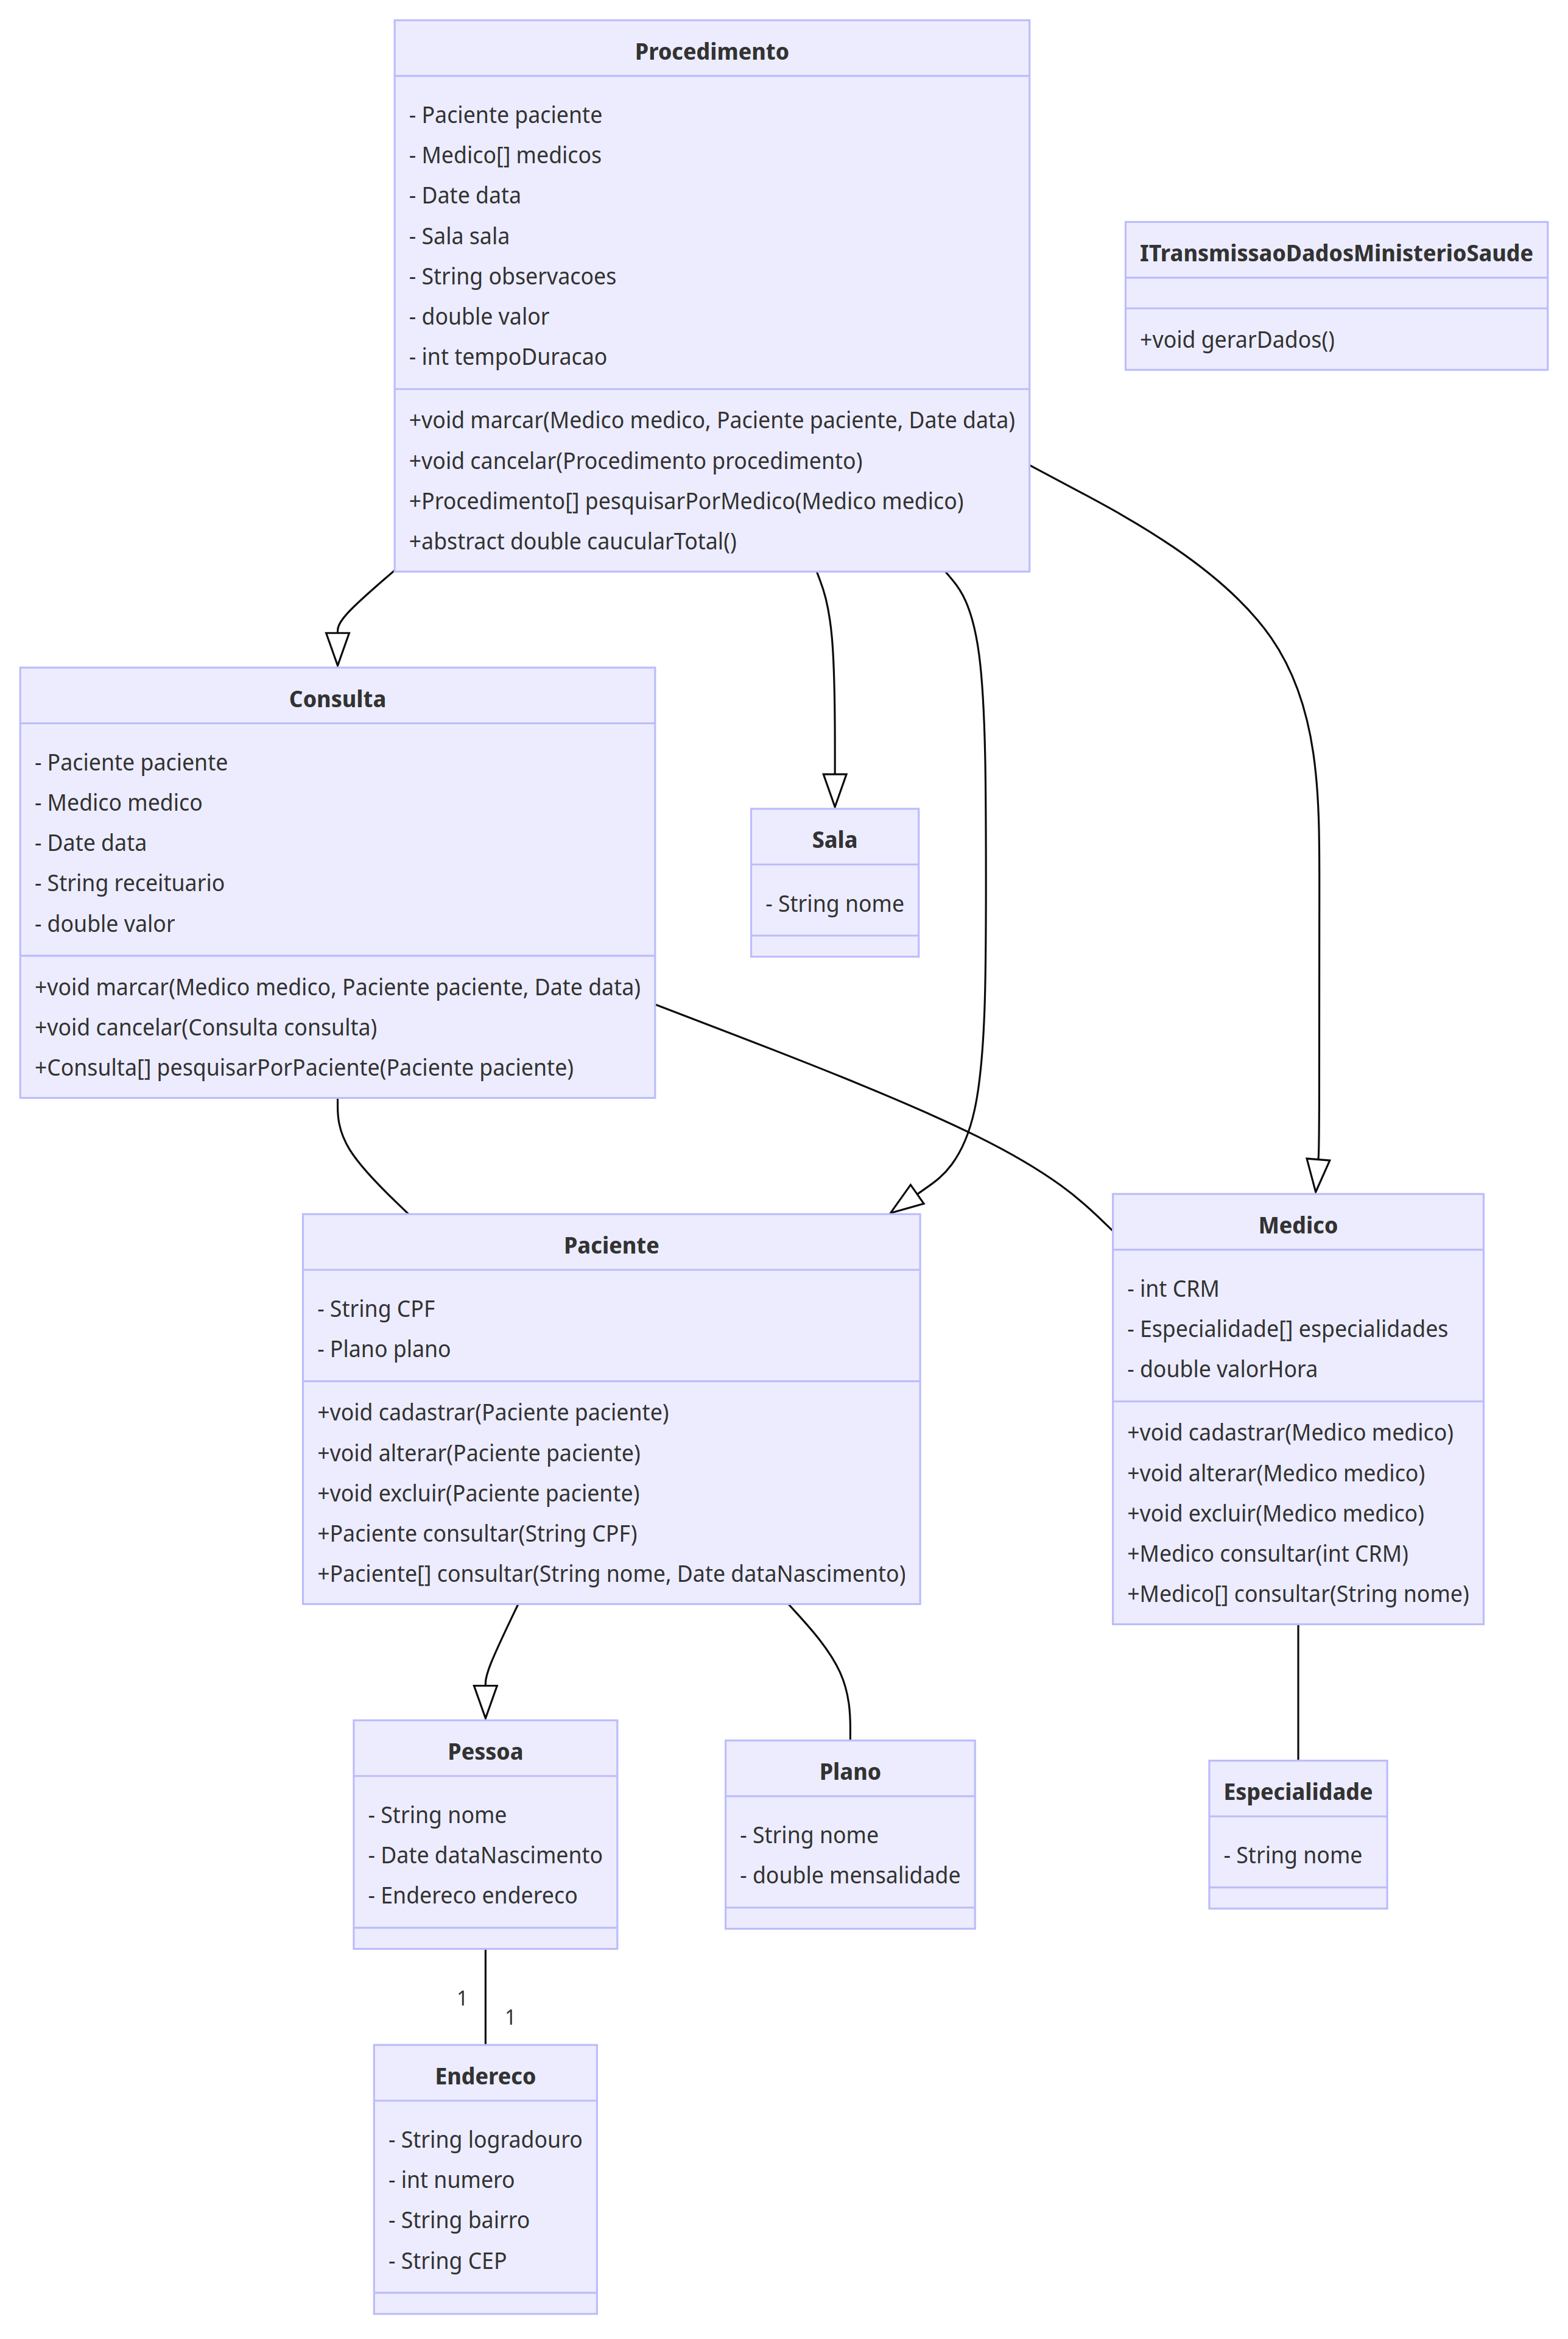 Procedimento
- Paciente paciente
- Medico[] medicos
- Date data
- Sala sala
- String observacoes
- double valor
- int tempoDuracao
+void marcar(Medico medico, Paciente paciente, Date data)
+void cancelar(Procedimento procedimento)
+Procedimento[] pesquisarPorMedico(Medico medico)
+abstract double caucularTotal()
ITransmissaoDadosMinisterioSaude
+void gerarDados()
Consulta
- Paciente paciente
- Medico medico
- Date data
- String receituario
- double valor
+void marcar(Medico medico, Paciente paciente, Date data)
+void cancelar(Consulta consulta)
+Consulta[] pesquisarPorPaciente(Paciente paciente)
Sala
- String nome
Paciente
- String CPF
- Plano plano
+void cadastrar(Paciente paciente)
+void alterar(Paciente paciente)
+void excluir(Paciente paciente)
+Paciente consultar(String CPF)
+Paciente[] consultar(String nome, Date dataNascimento)
Medico
- int CRM
- Especialidade[] especialidades
- double valorHora
+void cadastrar(Medico medico)
+void alterar(Medico medico)
+void excluir(Medico medico)
+Medico consultar(int CRM)
+Medico[] consultar(String nome)
Pessoa
- String nome
- Date dataNascimento
- Endereco endereco
Plano
- String nome
- double mensalidade
Especialidade
- String nome
1
1
Endereco
- String logradouro
- int numero
- String bairro
- String CEP